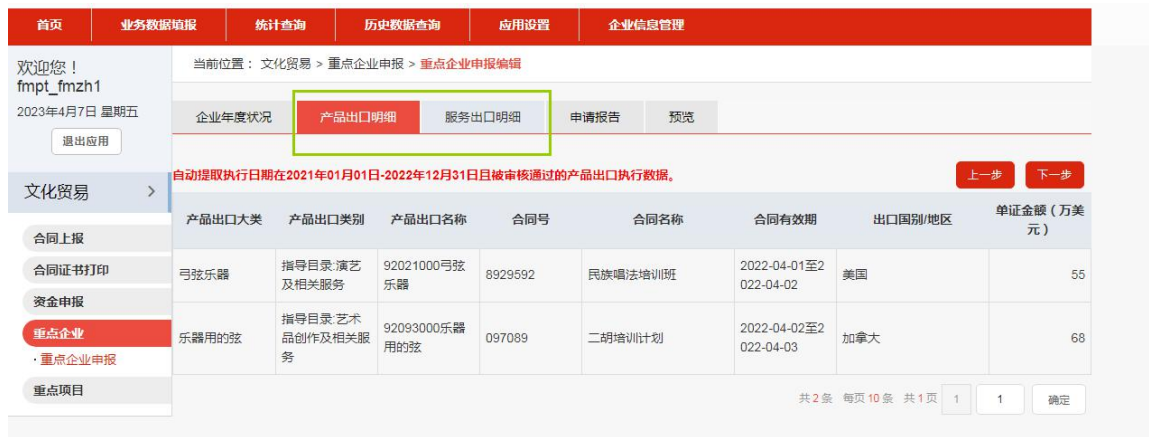 首页 业务数据填报 统计查询 历史数据查询 应用设置 企业信息管理
欢迎您！
fmpt_fmzh1
2023年4月7日 星期五
退出应用
文化贸易 >
合同上报
合同证书打印
资金申报
重点企业
· 重点企业申报
重点项目
当前位置： 文化贸易 > 重点企业申报 > 重点企业申报编辑
企业年度状况 产品出口明细 服务出口明细 申请报告 预览
自动提取执行日期在2021年01月01日-2022年12月31日且被审核通过的产品出口执行数据。
上一步 下一步
产品出口大类 产品出口类别 产品出口名称 合同号 合同名称 合同有效期 出口国别/地区 单证金额（万美
元）
弓弦乐器 指导目录:演艺 92021000弓弦 8929592 民族唱法培训班 2022-04-01至2 美国 55
及相关服务 乐器 022-04-02
乐器用的弦 指导目录:艺术 92093000乐器 097089 二胡培训计划 2022-04-02至2 加拿大 68
品创作及相关服 用的弦 022-04-03
务
共2条 每页10条 共1页 1 1 确定